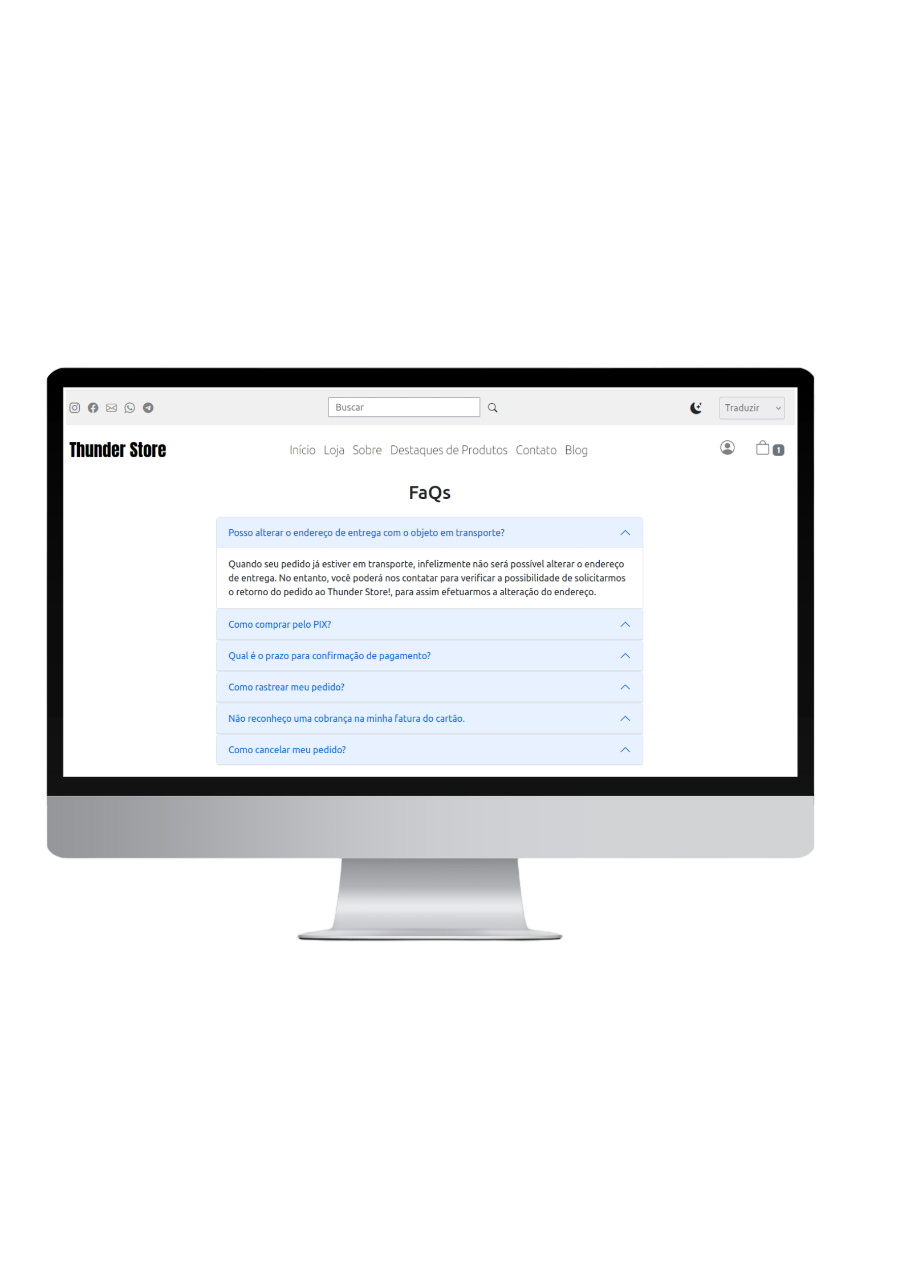 Buscar
Traduzir
Thunder Store
Início Loja Sobre Destaques de Produtos Contato Blog
1
FaQs
Posso alterar o endereço de entrega com o objeto em transporte?
Quando seu pedido já estiver em transporte, infelizmente não será possível alterar o endereço
de entrega. No entanto, você poderá nos contatar para verificar a possibilidade de solicitarmos
o retorno do pedido ao Thunder Store!, para assim efetuarmos a alteração do endereço.
Como comprar pelo PIX?
Qual é o prazo para confirmação de pagamento?
Como rastrear meu pedido?
Não reconheço uma cobrança na minha fatura do cartão.
Como cancelar meu pedido?